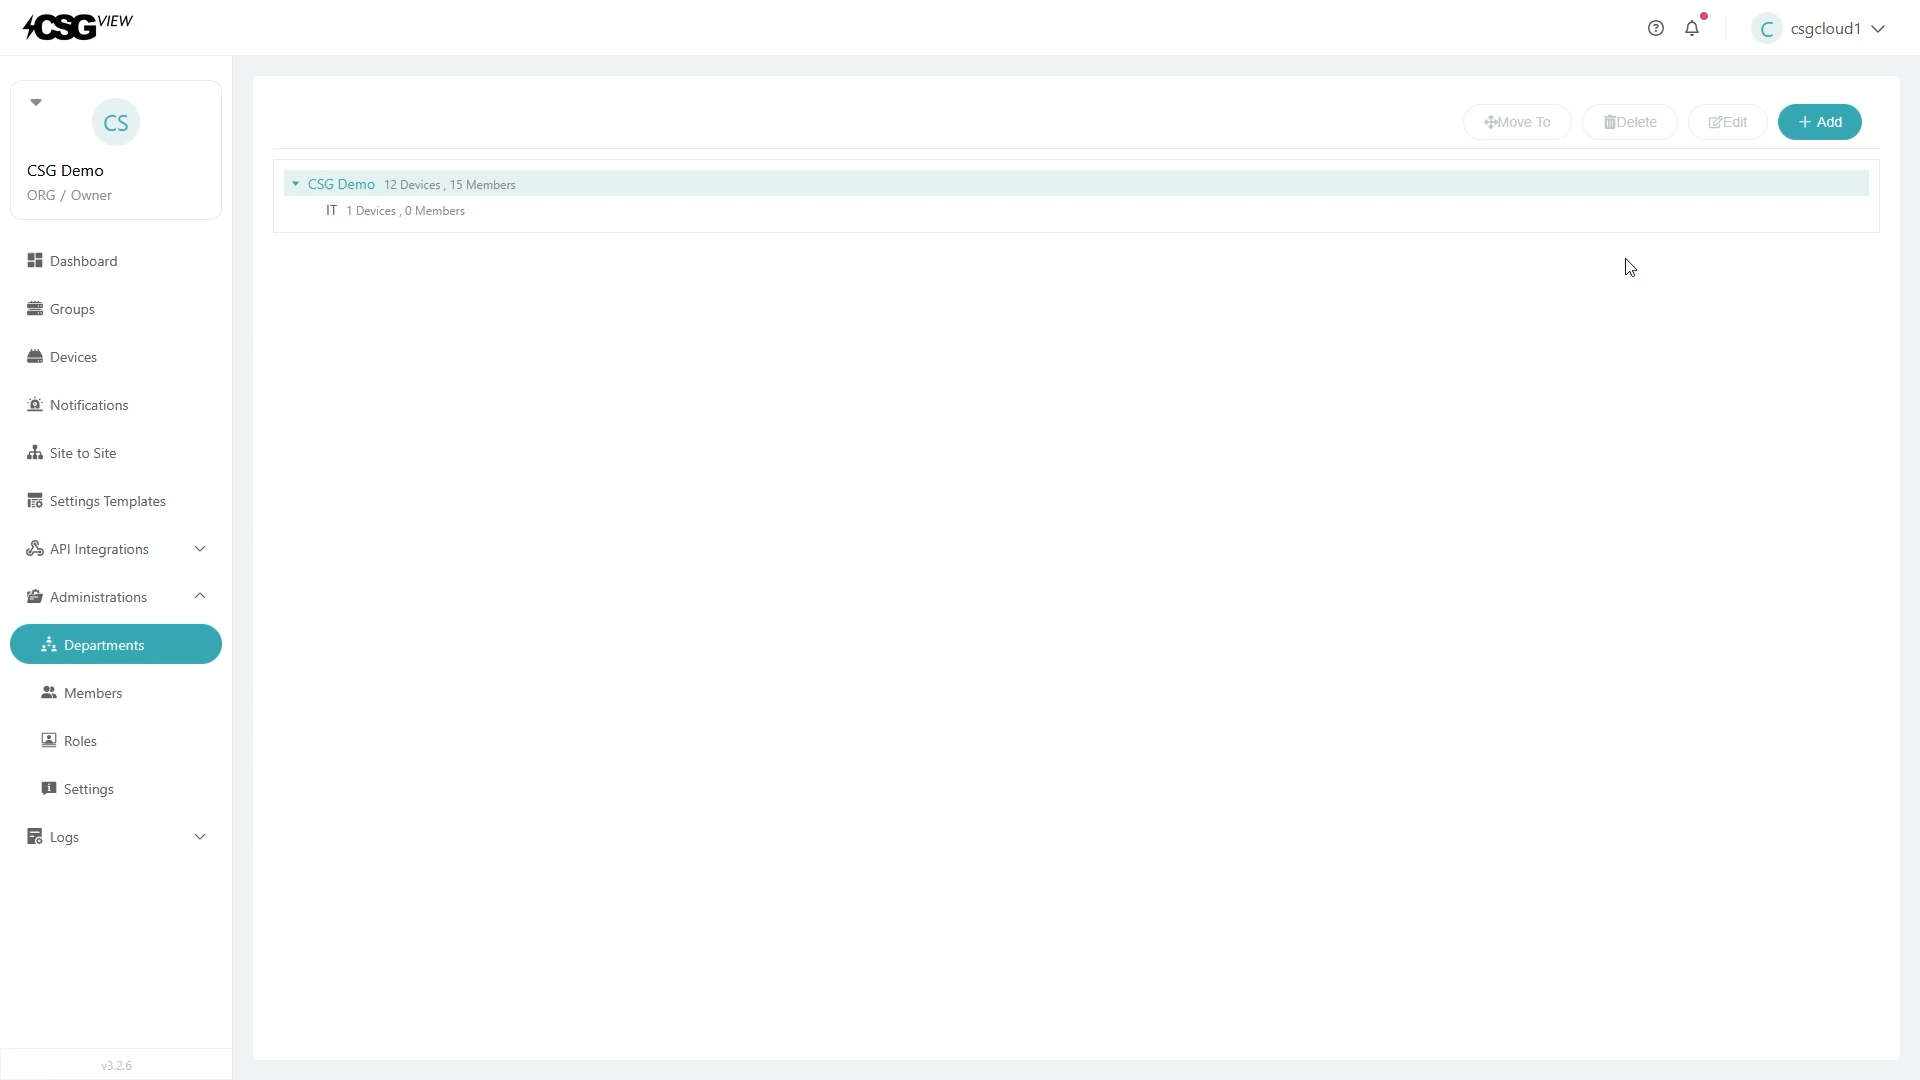 CSG VIEW
C csgcloud1
CS
CSG Demo
ORG / Owner
Move To Delete Edit + Add
CSG Demo 12 Devices , 15 Members
IT 1 Devices , 0 Members
Dashboard
Groups
Devices
Notifications
Site to Site
Settings Templates
API Integrations
Administrations
Departments
Members
Roles
Settings
Logs
v3.2.6